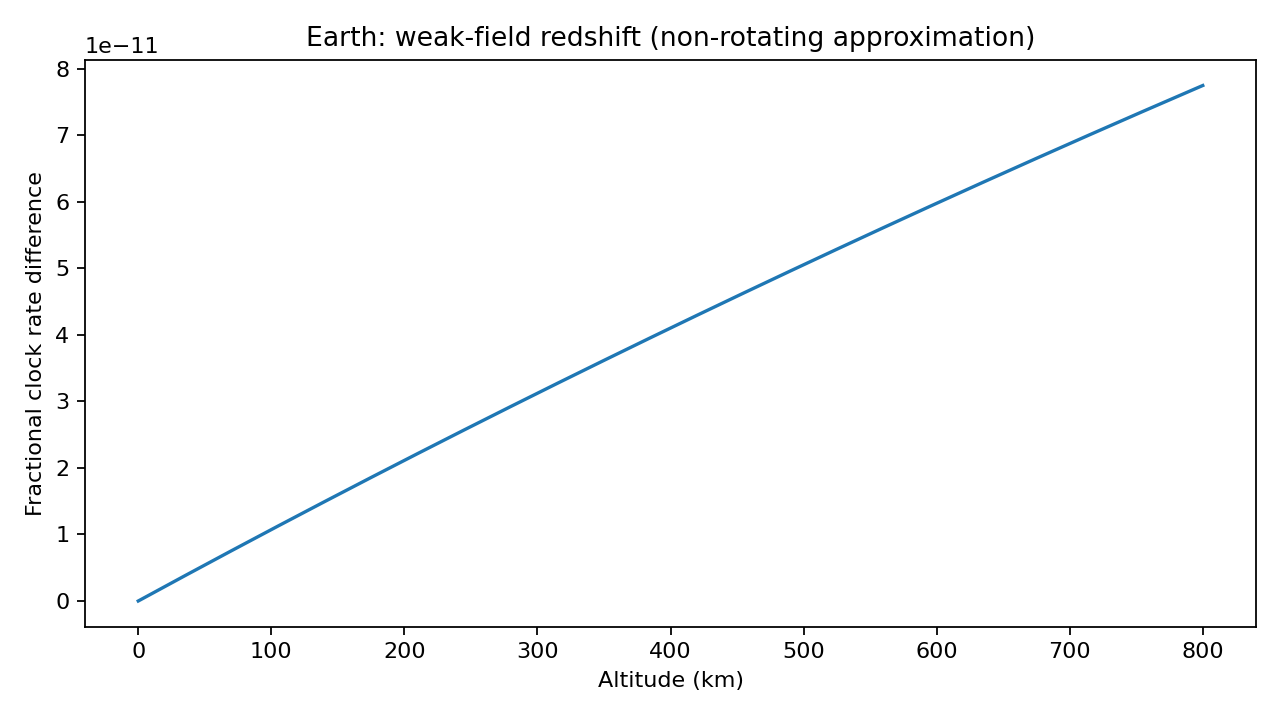 Earth: weak-field redshift (non-rotating approximation)
1e−11
8
7
6
5
4
3
2
1
0
Fractional clock rate difference
0 100 200 300 400 500 600 700 800
Altitude (km)